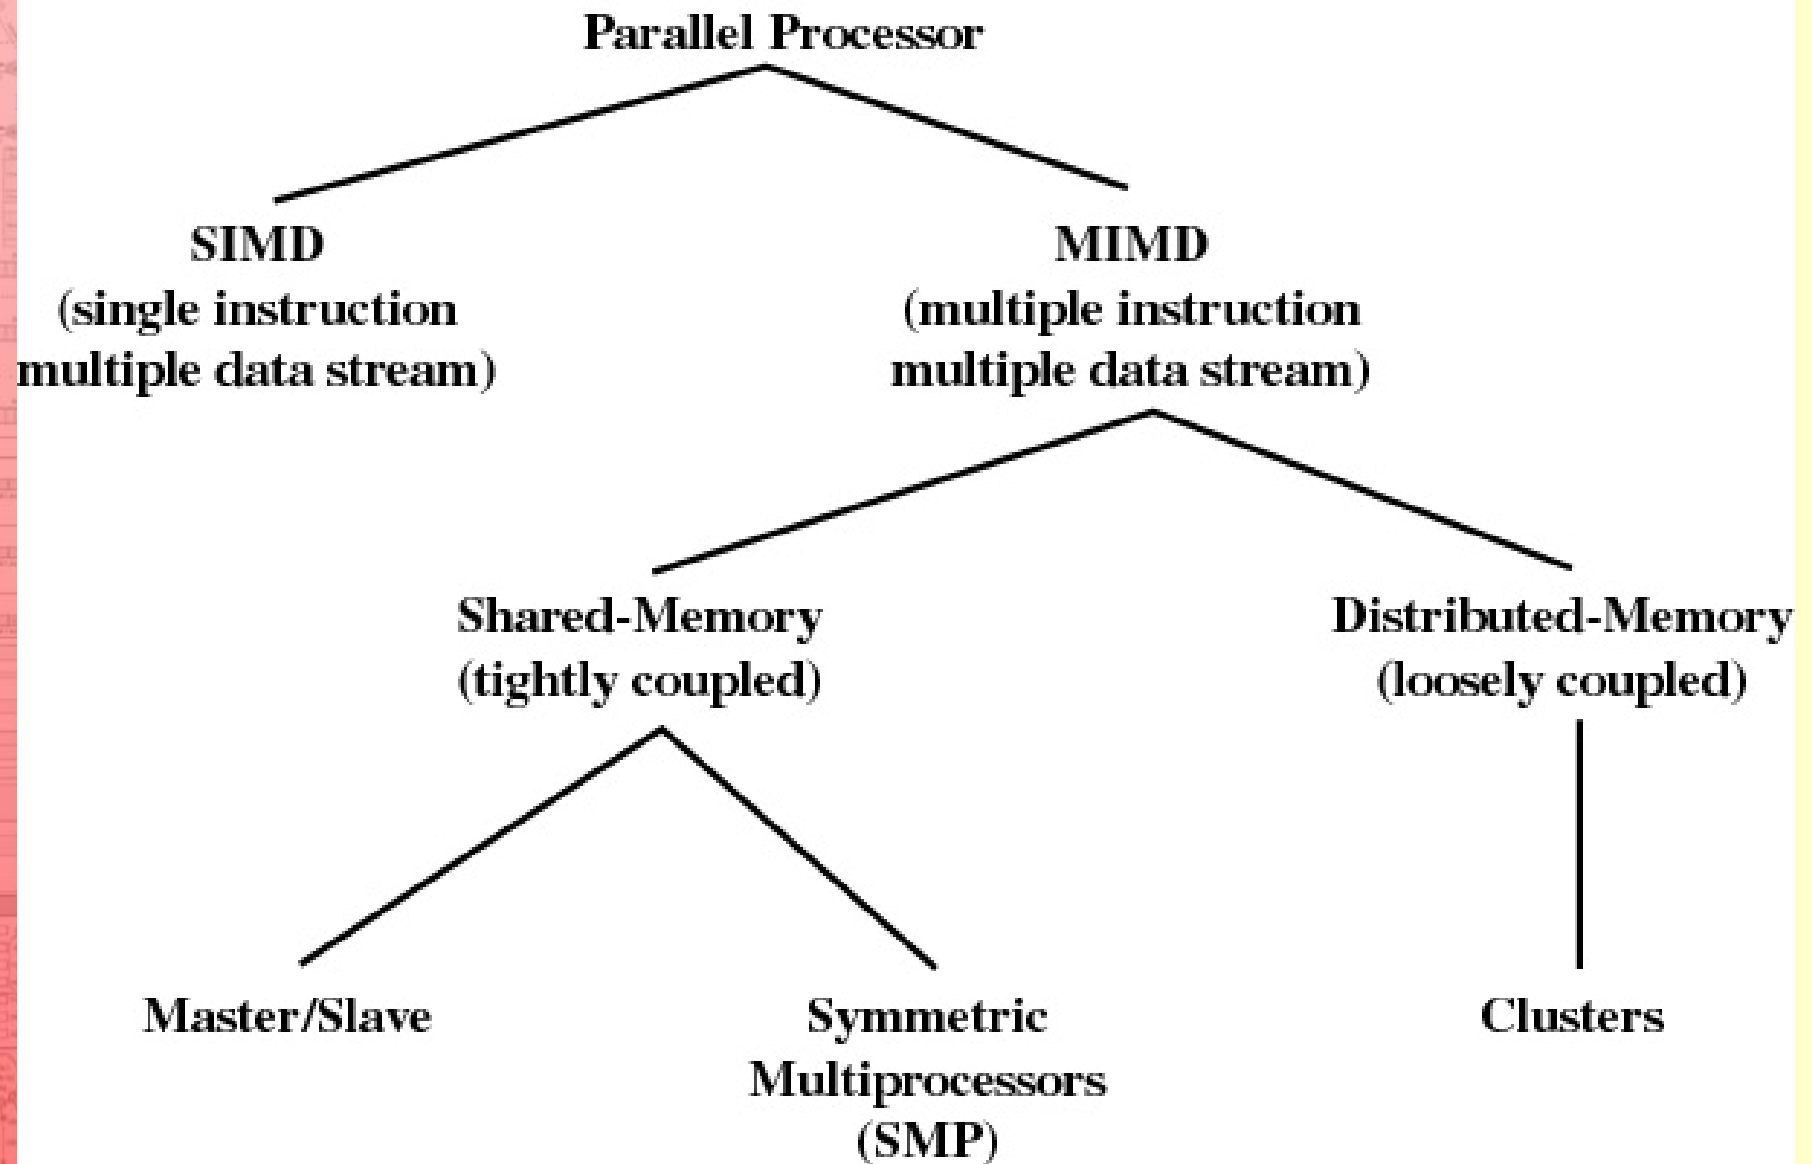 Parallel Processor
SIMD
(single instruction
multiple data stream)
MIMD
(multiple instruction
multiple data stream)
Shared-Memory
(tightly coupled)
Distributed-Memory
(loosely coupled)
Master/Slave
Symmetric
Multiprocessors
(SMP)
Clusters